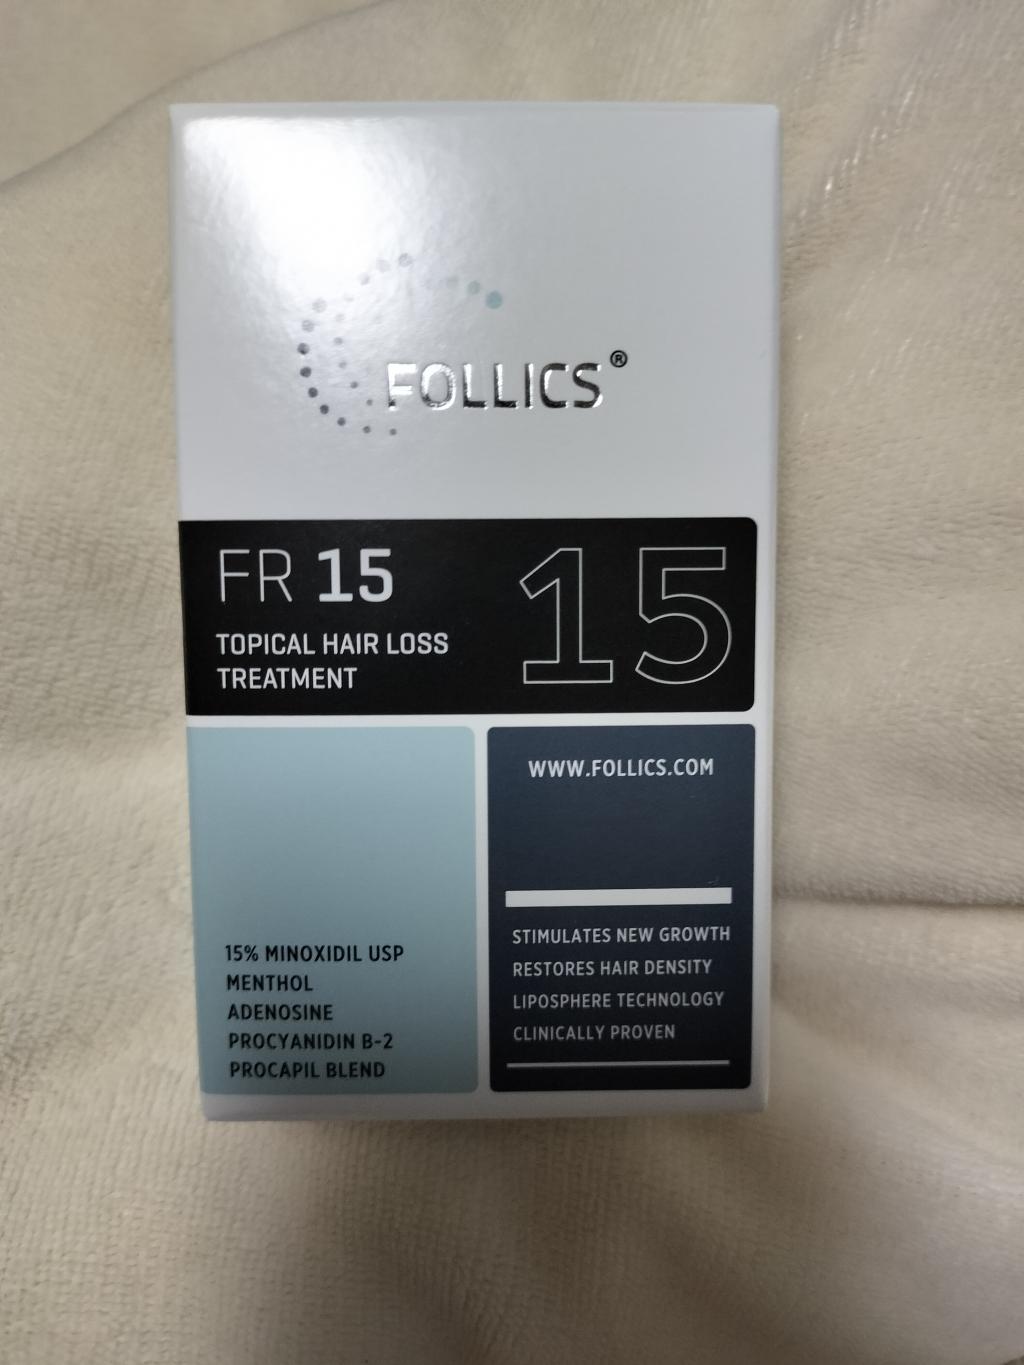 FOLLICS®
FR 15
15
TOPICAL HAIR LOSS
TREATMENT
15% MINOXIDIL USP
MENTHOL
ADENOSINE
PROCYANIDIN B-2
PROCAPIL BLEND
WWW.FOLLICS.COM
STIMULATES NEW GROWTH
RESTORES HAIR DENSITY
LIPOSPHERE TECHNOLOGY
CLINICALLY PROVEN